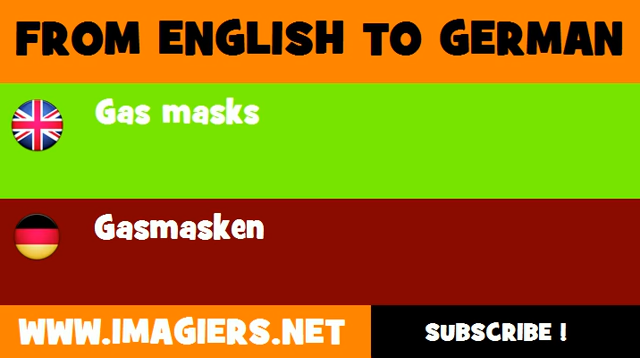 FROM ENGLISH TO GERMAN
Gas masks
Gasmasken
WWW.IMAGIERS.NET
SUBSCRIBE !